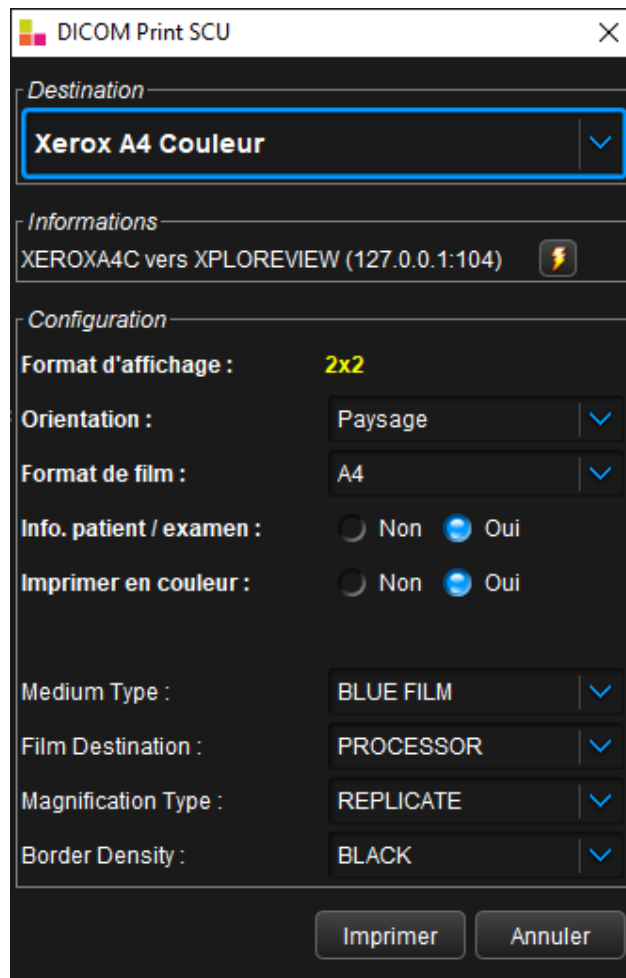 DICOM Print SCU
Destination
Xerox A4 Couleur
Informations
XEROXA4C vers XPLOREVIEW (127.0.0.1:104)
Configuration
Format d'affichage : 2x2
Orientation : Paysage
Format de film : A4
Info. patient / examen : Non Oui
Imprimer en couleur : Non Oui
Medium Type : BLUE FILM
Film Destination : PROCESSOR
Magnification Type : REPLICATE
Border Density : BLACK
Imprimer Annuler